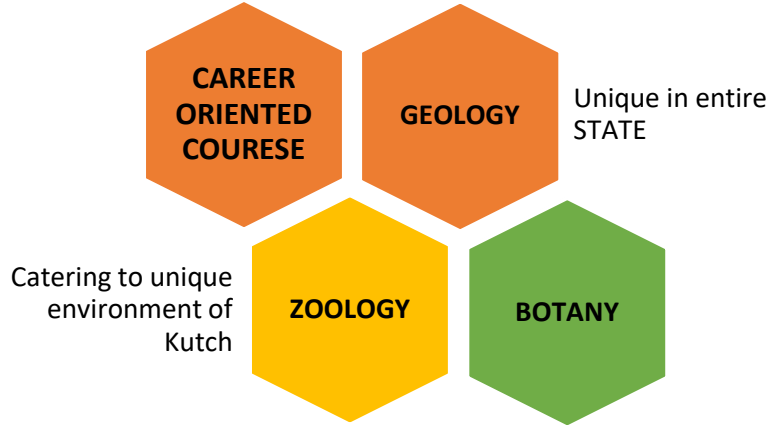 CAREER
ORIENTED
COURESE
GEOLOGY
Unique in entire
STATE
Catering to unique
environment of
Kutch
ZOOLOGY
BOTANY